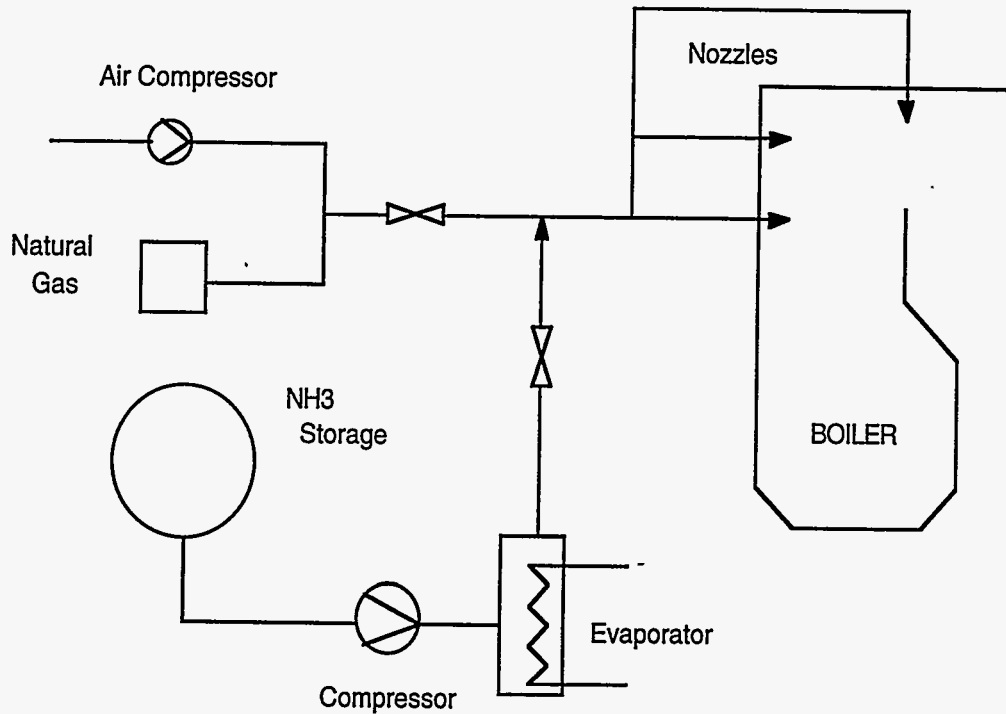 Nozzles
Air Compressor
Natural
Gas
NH3
Storage
BOILER
Evaporator
Compressor